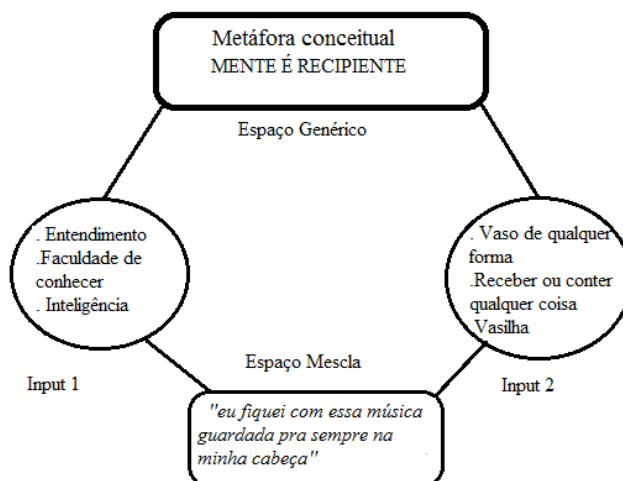 Metáfora conceitual
MENTE É RECIPIENTE
Espaço Genérico
. Entendimento
.Faculdade de
conhecer
. Inteligência
. Vaso de qualquer
forma
.Receber ou conter
qualquer coisa
Vasilha
Espaço Mescla
Input 1
Input 2
"eu fiquei com essa música
guardada pra sempre na
minha cabeça"